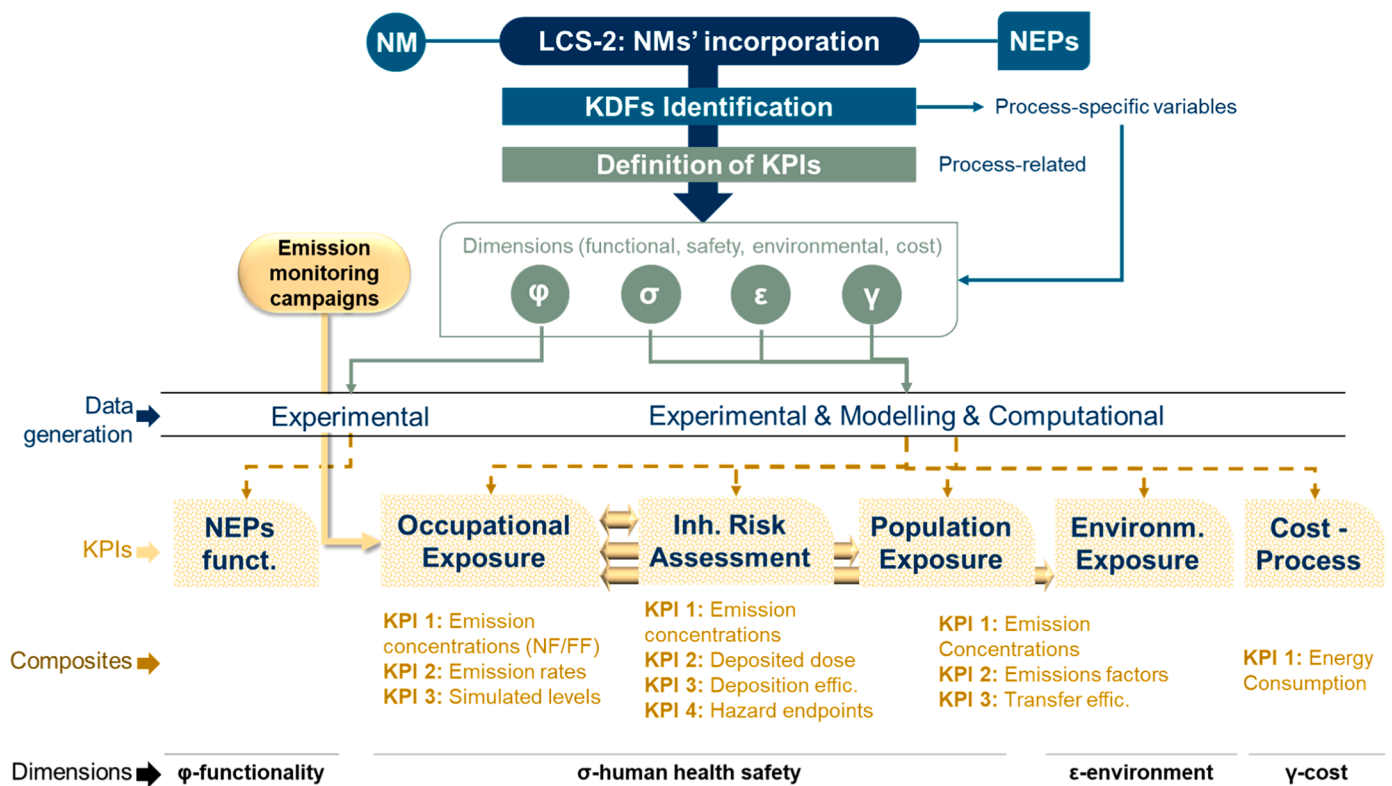 NM
LCS-2: NMs' incorporation
NEPs
KDFs Identification
Process-specific variables
Definition of KPIs
Process-related
Emission
monitoring
campaigns
Dimensions (functional, safety, environmental, cost)
φ
σ
ε
γ
Data
generation
Experimental
Experimental & Modelling & Computational
KPIs
NEPs
funct.
Occupational
Exposure
Inh. Risk
Assessment
Population
Exposure
Environm.
Exposure
Cost -
Process
Composites
KPI 1: Emission
concentrations (NF/FF)
KPI 2: Emission rates
KPI 3: Simulated levels
KPI 1: Emission
concentrations
KPI 2: Deposited dose
KPI 3: Deposition effic.
KPI 4: Hazard endpoints
KPI 1: Emission
Concentrations
KPI 2: Emissions factors
KPI 3: Transfer effic.
KPI 1: Energy
Consumption
Dimensions
φ-functionality
σ-human health safety
ε-environment
γ-cost